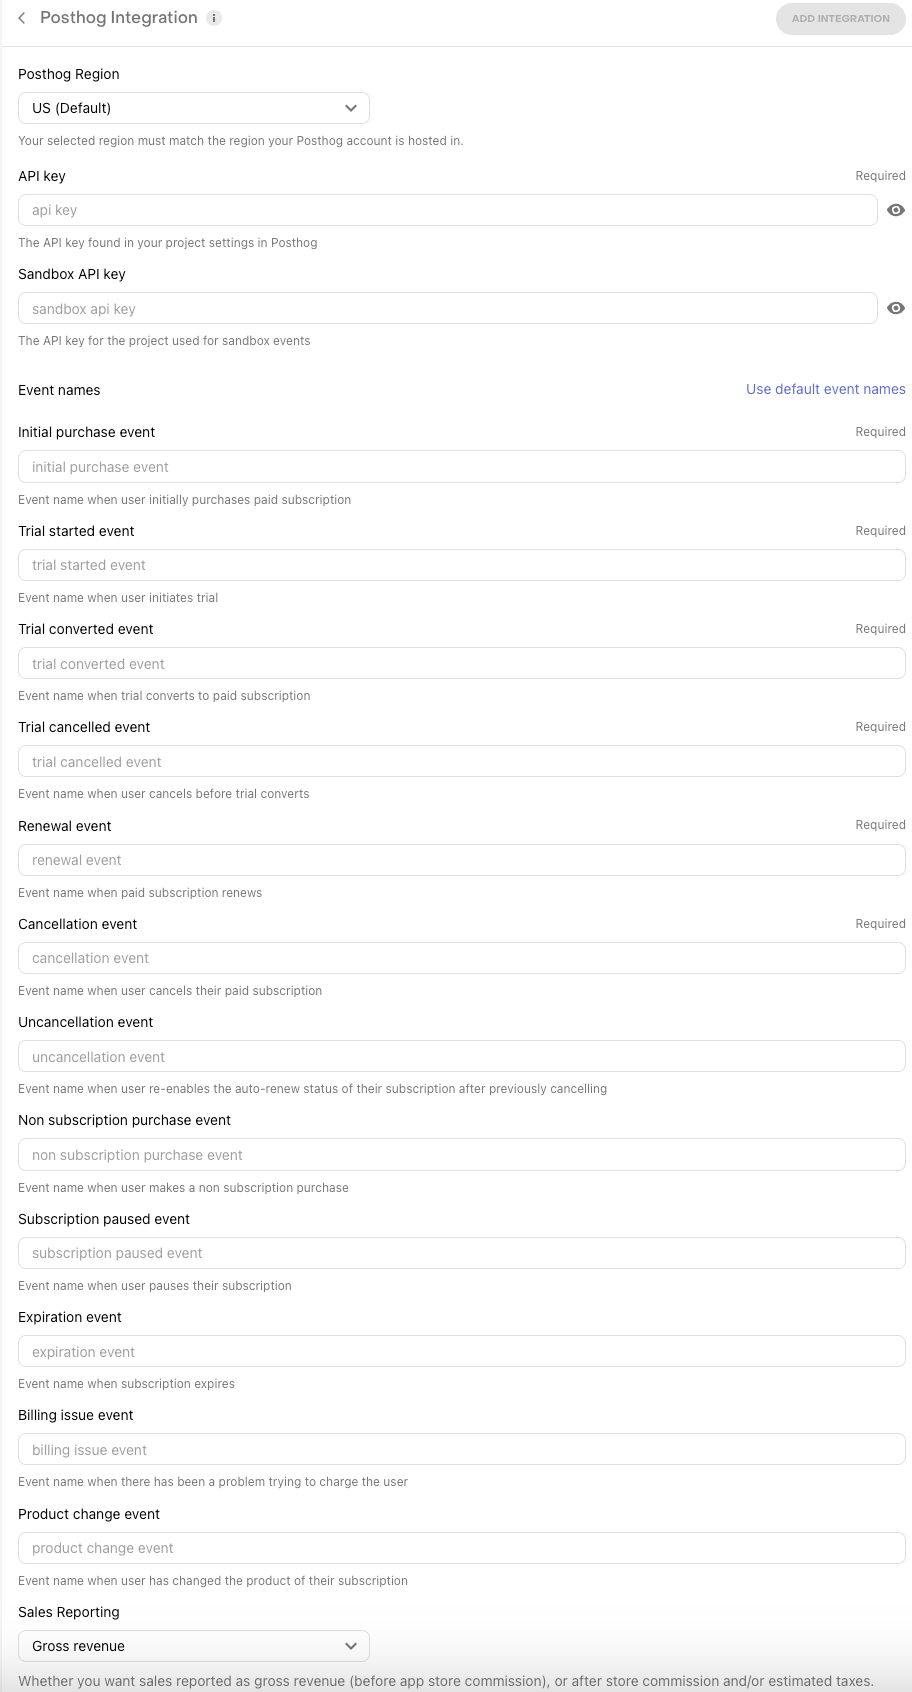 Posthog Integration
ADD INTEGRATION
Posthog Region
US (Default)
Your selected region must match the region your Posthog account is hosted in.
API key Required
api key
The API key found in your project settings in Posthog
Sandbox API key
sandbox api key
The API key for the project used for sandbox events
Event names Use default event names
Initial purchase event Required
initial purchase event
Event name when user initially purchases paid subscription
Trial started event Required
trial started event
Event name when user initiates trial
Trial converted event Required
trial converted event
Event name when trial converts to paid subscription
Trial cancelled event Required
trial cancelled event
Event name when user cancels before trial converts
Renewal event Required
renewal event
Event name when paid subscription renews
Cancellation event Required
cancellation event
Event name when user cancels their paid subscription
Uncancellation event
uncancellation event
Event name when user re-enables the auto-renew status of their subscription after previously cancelling
Non subscription purchase event
non subscription purchase event
Event name when user makes a non subscription purchase
Subscription paused event
subscription paused event
Event name when user pauses their subscription
Expiration event
expiration event
Event name when subscription expires
Billing issue event
billing issue event
Event name when there has been a problem trying to charge the user
Product change event
product change event
Event name when user has changed the product of their subscription
Sales Reporting
Gross revenue
Whether you want sales reported as gross revenue (before app store commission), or after store commission and/or estimated taxes.